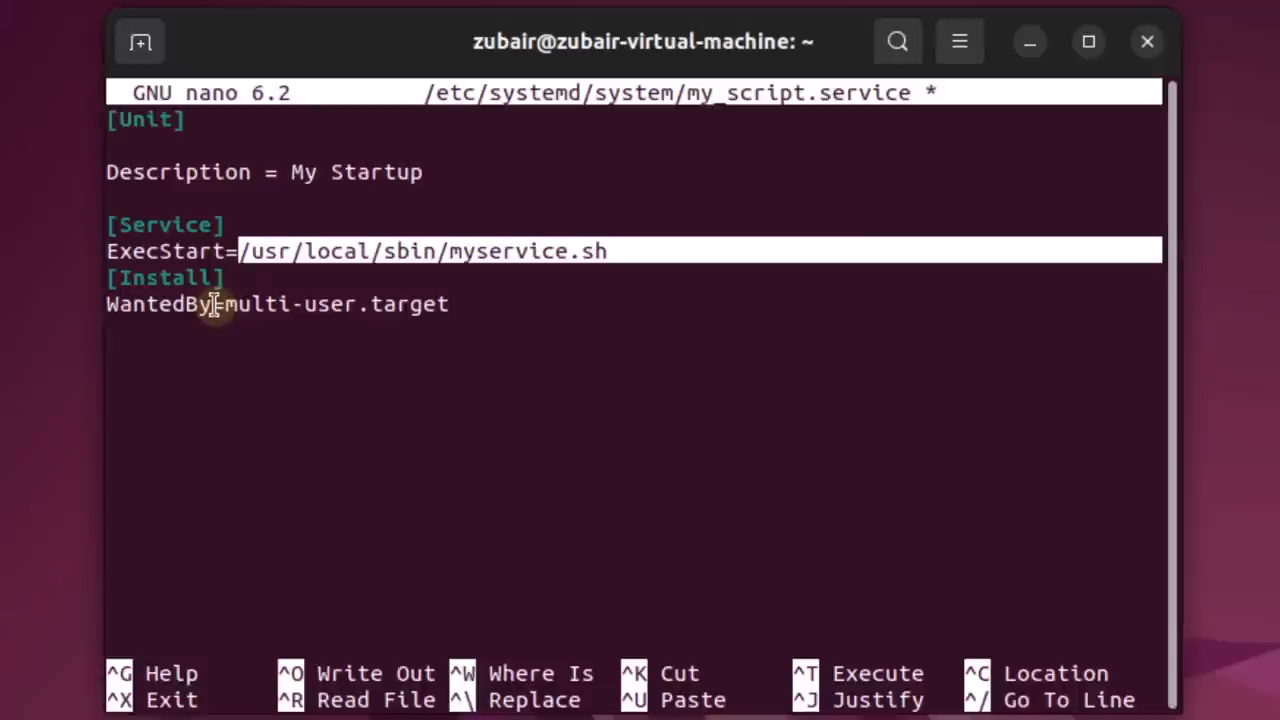 zubair@zubair-virtual-machine: ~
GNU nano 6.2 /etc/systemd/system/my_script.service *
[Unit]
Description = My Startup
[Service]
ExecStart=/usr/local/sbin/myservice.sh
[Install]
WantedBy=multi-user.target
^G Help ^O Write Out ^W Where Is ^K Cut ^T Execute ^C Location
^X Exit ^R Read File ^\ Replace ^U Paste ^J Justify ^/ Go To Line